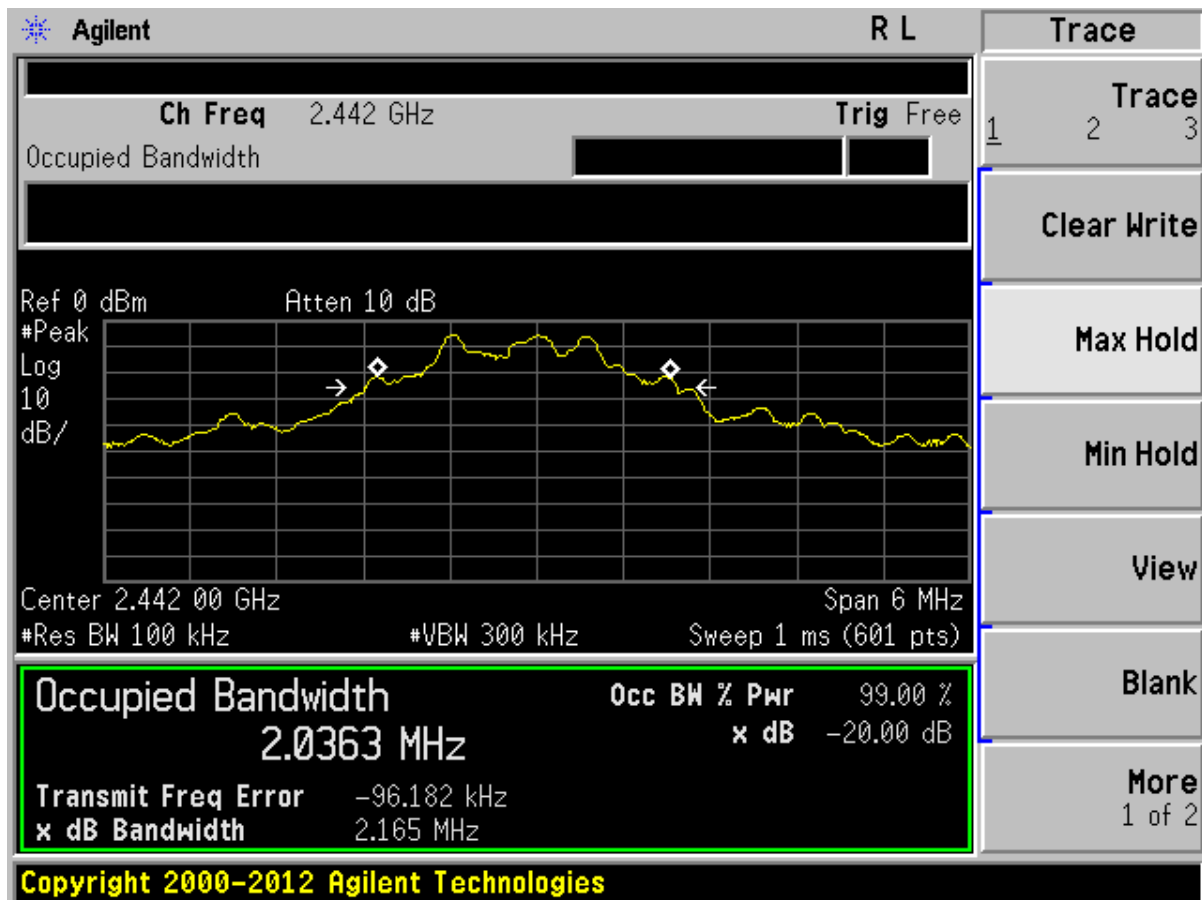 Agilent R L Trace
Ch Freq 2.442 GHz Trig Free
Occupied Bandwidth
Trace
1 2 3
Clear Write
Max Hold
Min Hold
View
Blank
More
1 of 2
Ref 0 dBm Atten 10 dB
#Peak
Log
10
dB/
Center 2.442 00 GHz Span 6 MHz
#Res BW 100 kHz #VBW 300 kHz Sweep 1 ms (601 pts)
Occupied Bandwidth Occ BW % Pwr 99.00 %
2.0363 MHz x dB -20.00 dB
Transmit Freq Error -96.182 kHz
x dB Bandwidth 2.165 MHz
Copyright 2000-2012 Agilent Technologies